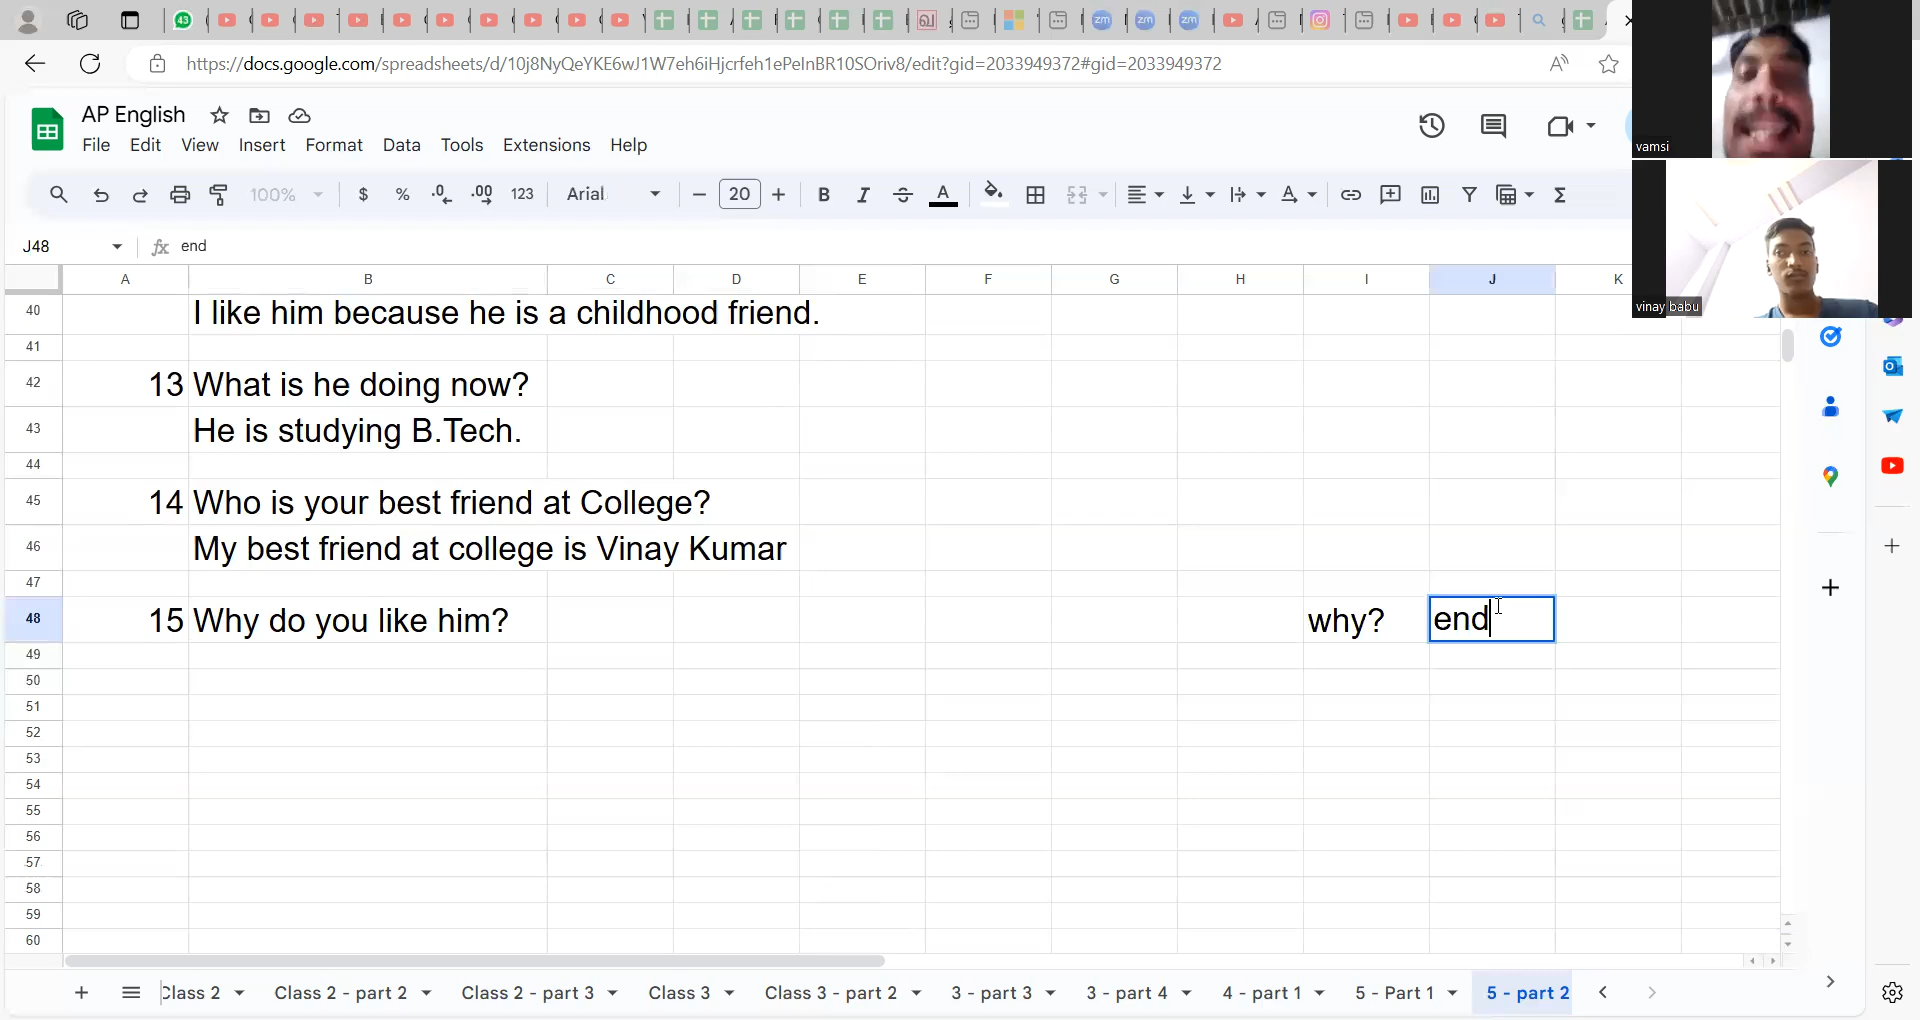 43
https://docs.google.com/spreadsheets/d/10j8NyQeYKE6wJ1W7eh6iHjcrfeh1ePeInBR10SOriv8/edit?gid=2033949372#gid=2033949372
AP English
File Edit View Insert Format Data Tools Extensions Help
100% $ % .0 .00 123 Arial 20 B I A
vamsi
vinay babu
J48 fx end
A B C D E F G H I J K
40 I like him because he is a childhood friend.
41
42 13 What is he doing now?
43 He is studying B.Tech.
44
45 14 Who is your best friend at College?
46 My best friend at college is Vinay Kumar
47
48 15 Why do you like him? why? end
49
50
51
52
53
54
55
56
57
58
59
60
Class 2 Class 2 - part 2 Class 2 - part 3 Class 3 Class 3 - part 2 3 - part 3 3 - part 4 4 - part 1 5 - Part 1 5 - part 2